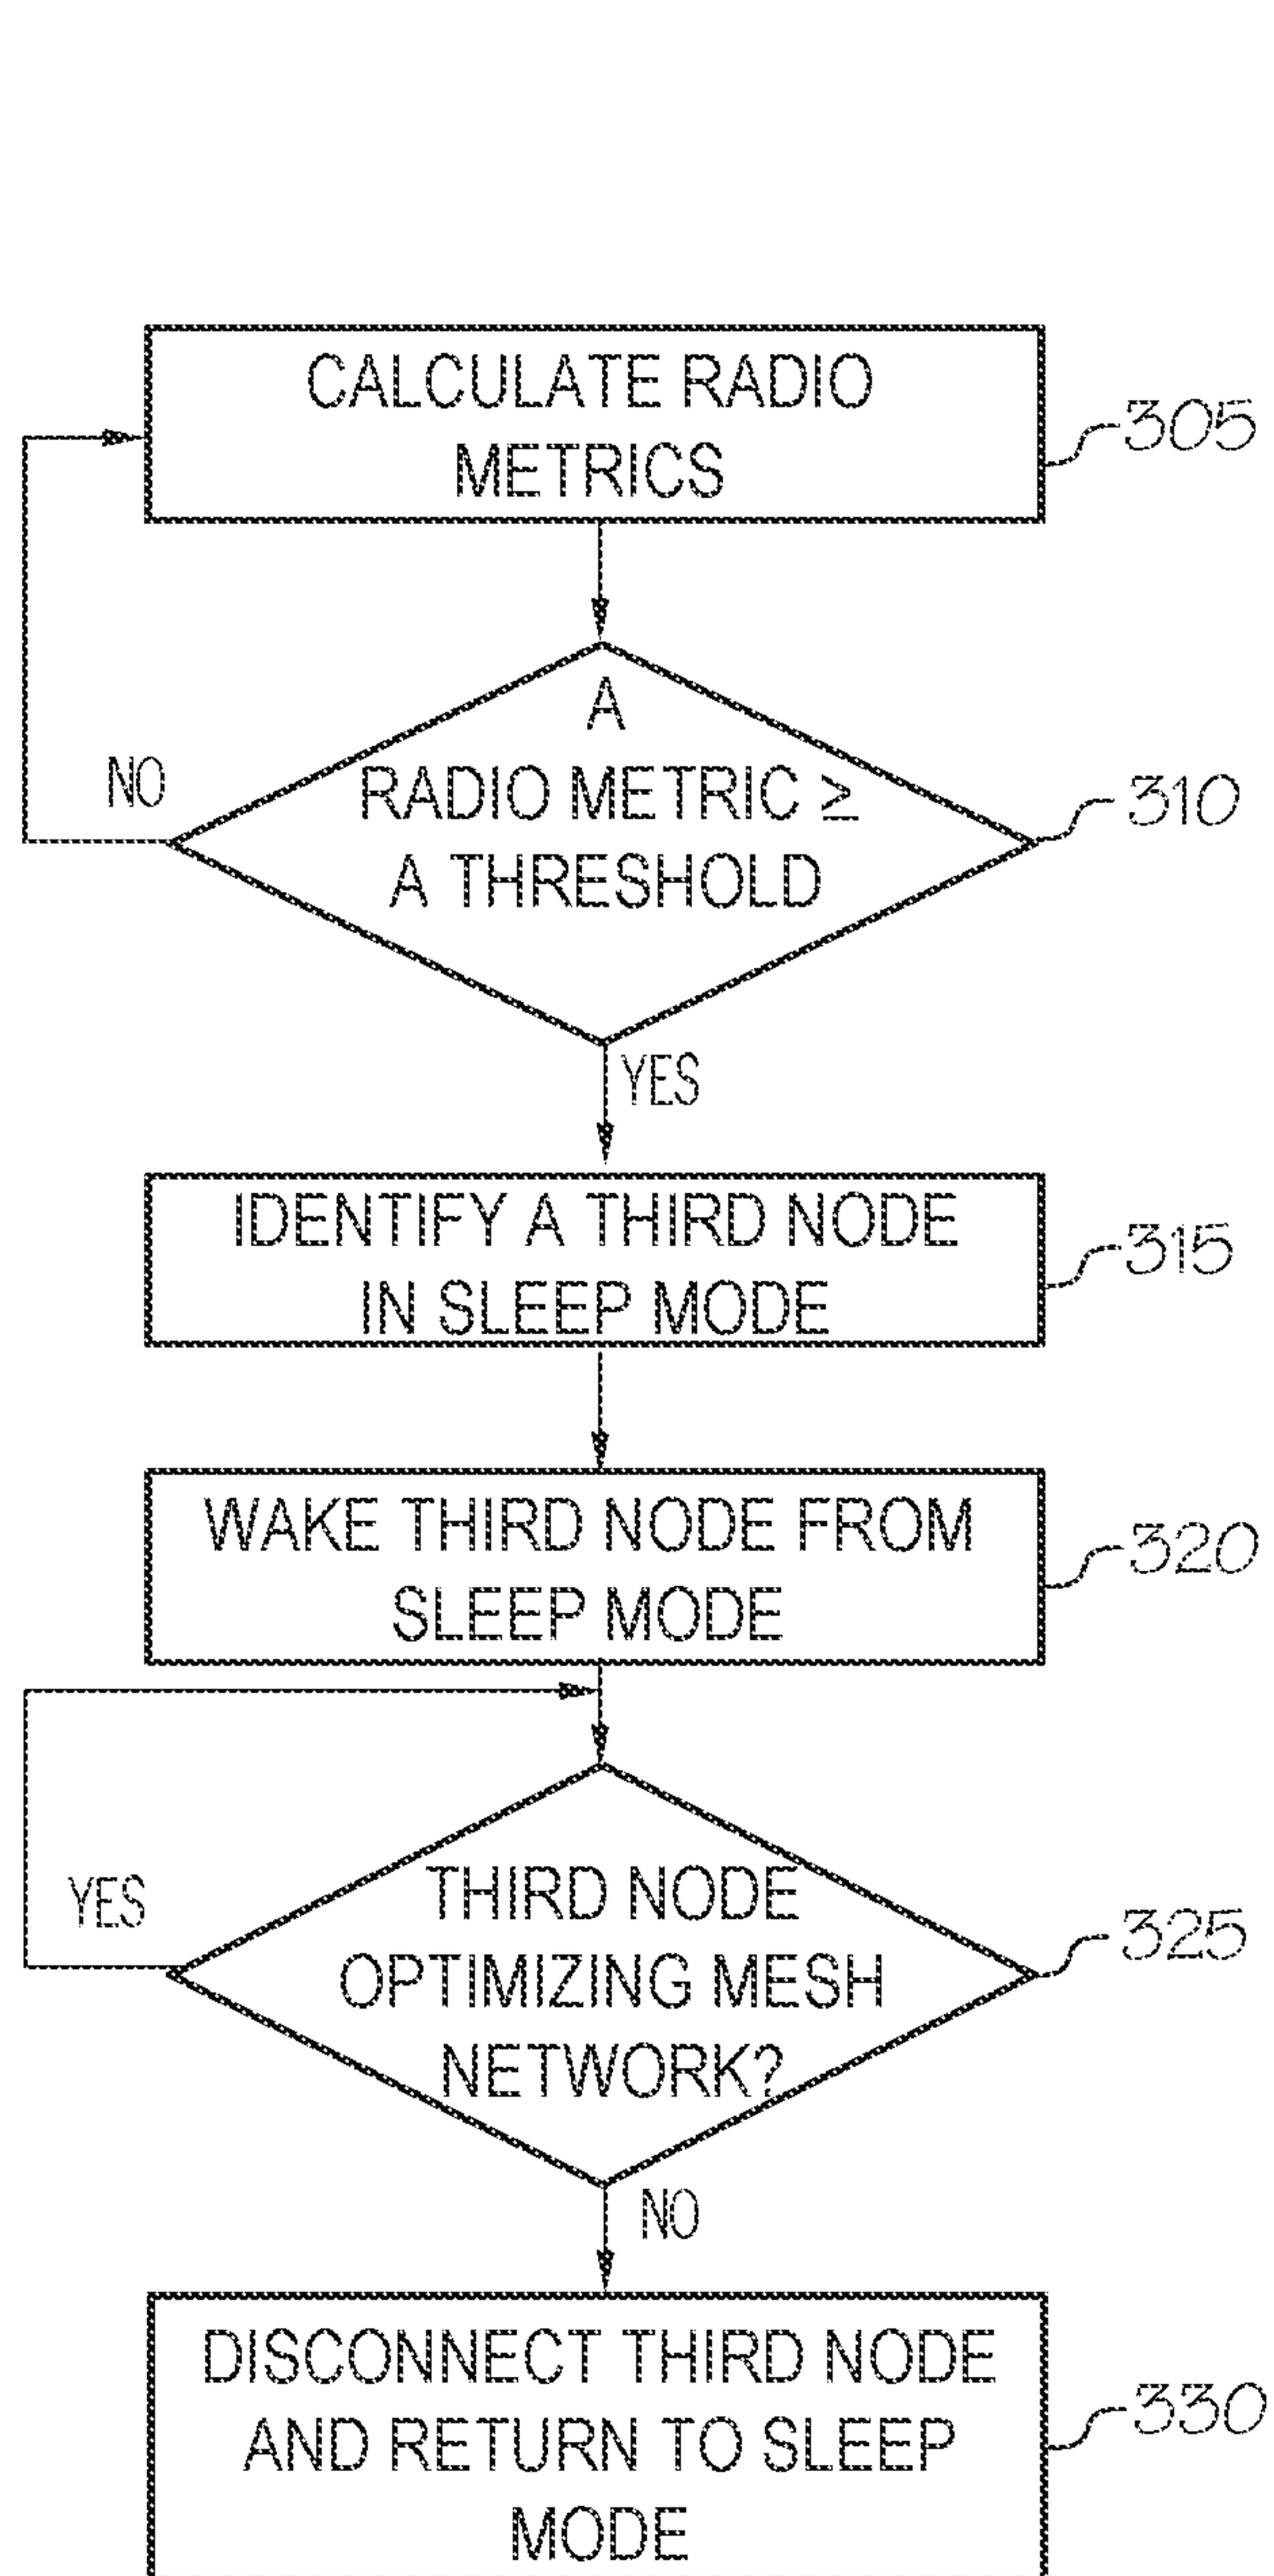 CALCULATE RADIO
METRICS
305
A
RADIO METRIC ≥
A THRESHOLD
310
NO
YES
IDENTIFY A THIRD NODE
IN SLEEP MODE
315
WAKE THIRD NODE FROM
SLEEP MODE
320
THIRD NODE
OPTIMIZING MESH
NETWORK?
325
YES
NO
DISCONNECT THIRD NODE
AND RETURN TO SLEEP
MODE
330